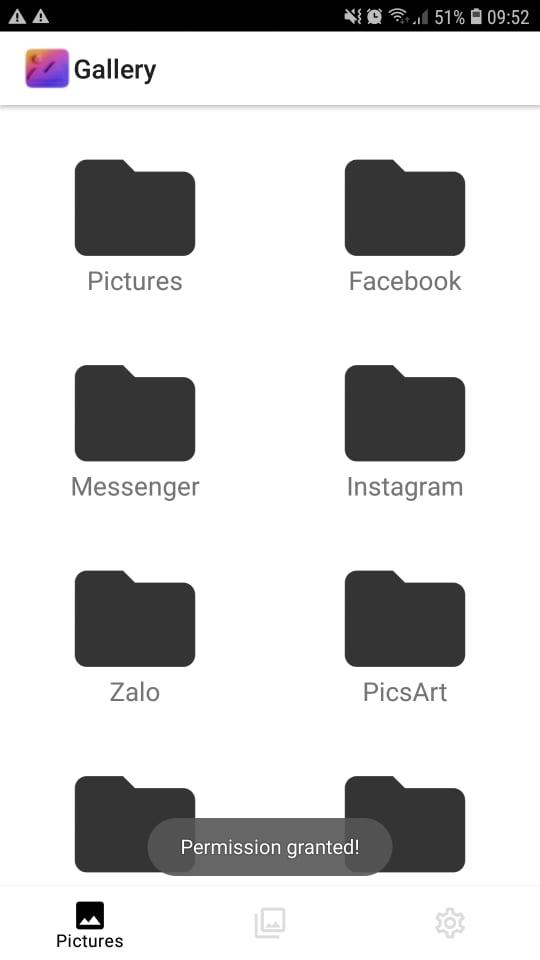 51% 09:52
Gallery
Pictures Facebook
Messenger Instagram
Zalo PicsArt
Permission granted!
Pictures